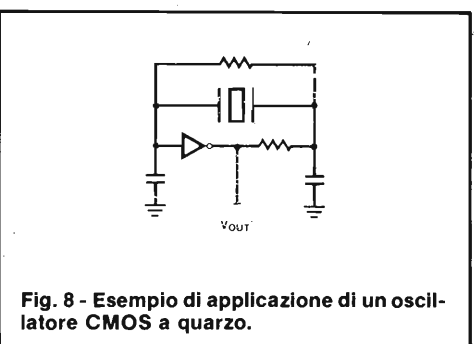 VOUT
Fig. 8 - Esempio di applicazione di un oscil-
latore CMOS a quarzo.